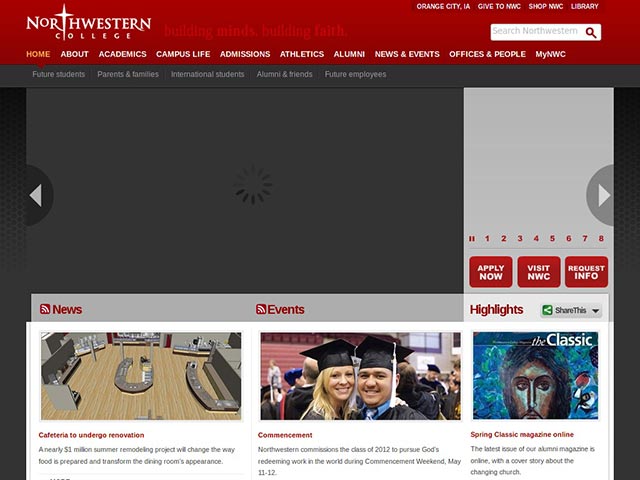 ORANGE CITY, IA GIVE TO NWC SHOP NWC LIBRARY
NORTHWESTERN
COLLEGE
building minds. building faith.
Search Northwestern
HOME ABOUT ACADEMICS CAMPUS LIFE ADMISSIONS ATHLETICS ALUMNI NEWS & EVENTS OFFICES & PEOPLE MyNWC
Future students Parents & families International students Alumni & friends Future employees
1 2 3 4 5 6 7 8
APPLY NOW
VISIT NWC
REQUEST INFO
News
Events
Highlights
ShareThis
the Classic
Cafeteria to undergo renovation
A nearly $1 million summer remodeling project will change the way
food is prepared and transform the dining room's appearance.
Commencement
Northwestern commissions the class of 2012 to pursue God's
redeeming work in the world during Commencement Weekend, May
11-12.
Spring Classic magazine online
The latest issue of our alumni magazine is
online, with a cover story about the
changing church.